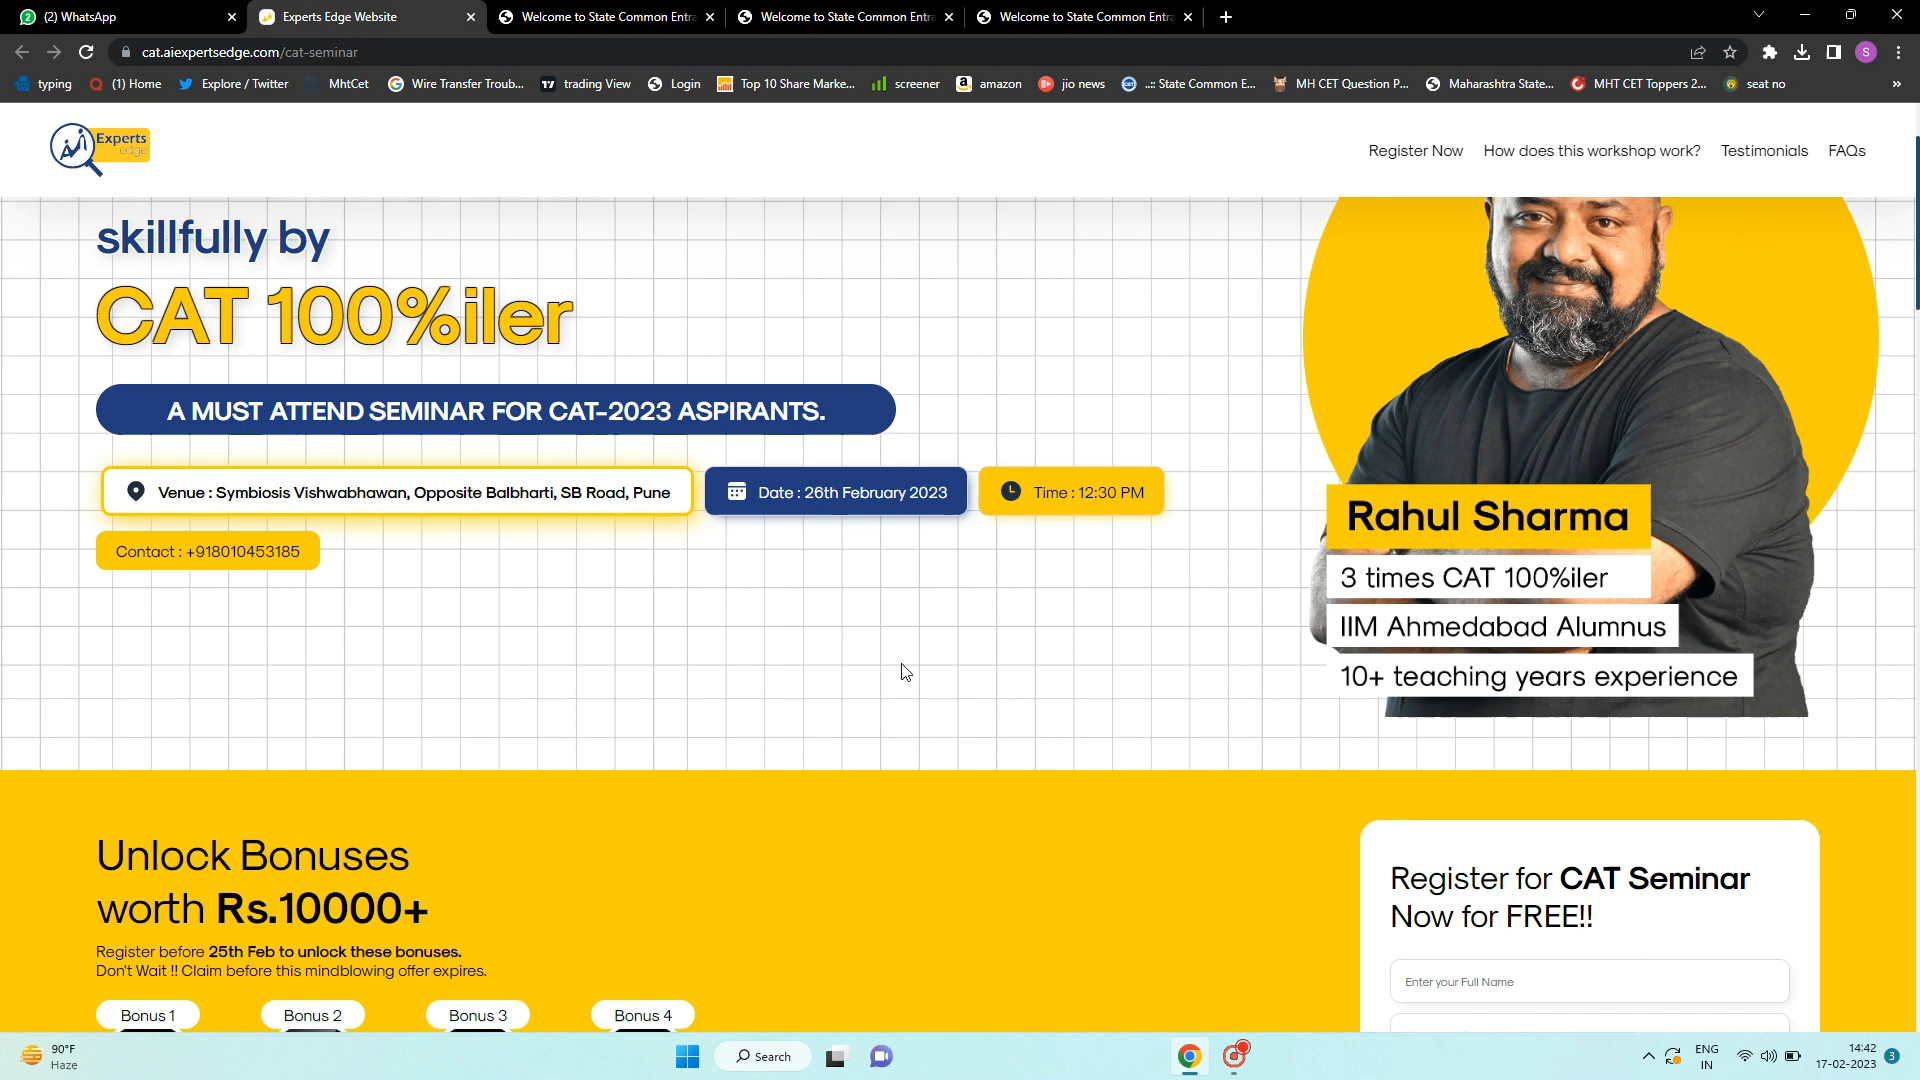 (2) WhatsApp
Experts Edge Website
Welcome to State Common Entra
Welcome to State Common Entra
Welcome to State Common Entra
cat.aiexpertsedge.com/cat-seminar
S
typing
(1) Home
Explore / Twitter
MhtCet
Wire Transfer Troub...
trading View
Login
Top 10 Share Marke...
screener
amazon
jio news
..:: State Common E...
MH CET Question P...
Maharashtra State...
MHT CET Toppers 2...
seat no
»
Experts
edge
Register Now
How does this workshop work?
Testimonials
FAQs
skillfully by
CAT 100%iler
A MUST ATTEND SEMINAR FOR CAT-2023 ASPIRANTS.
Venue : Symbiosis Vishwabhawan, Opposite Balbharti, SB Road, Pune
Date : 26th February 2023
Time : 12:30 PM
Contact : +918010453185
Rahul Sharma
3 times CAT 100%iler
IIM Ahmedabad Alumnus
10+ teaching years experience
Unlock Bonuses
worth Rs.10000+
Register before 25th Feb to unlock these bonuses.
Don't Wait !! Claim before this mindblowing offer expires.
Bonus 1
Bonus 2
Bonus 3
Bonus 4
Register for CAT Seminar
Now for FREE!!
Enter your Full Name
90°F
Haze
Search
ENG
IN
14:42
17-02-2023
3